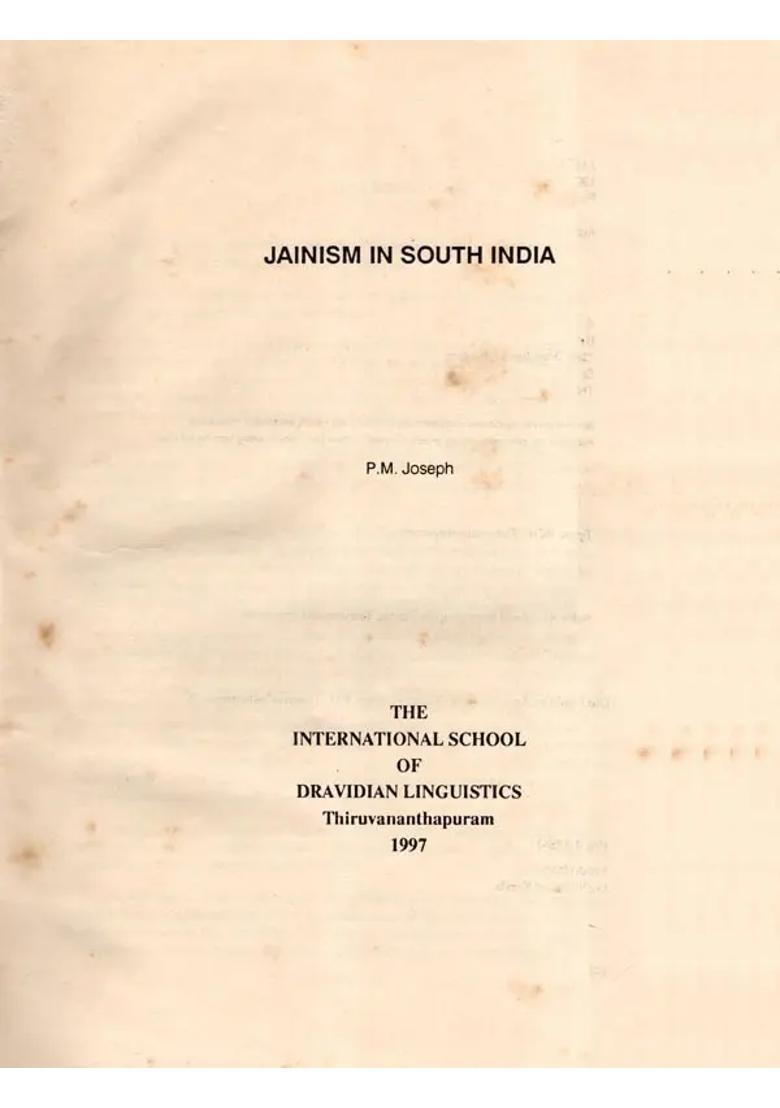 JAINISM IN SOUTH INDIA
P.M. Joseph
THE
INTERNATIONAL SCHOOL
OF
DRAVIDIAN LINGUISTICS
Thiruvananthapuram
1997